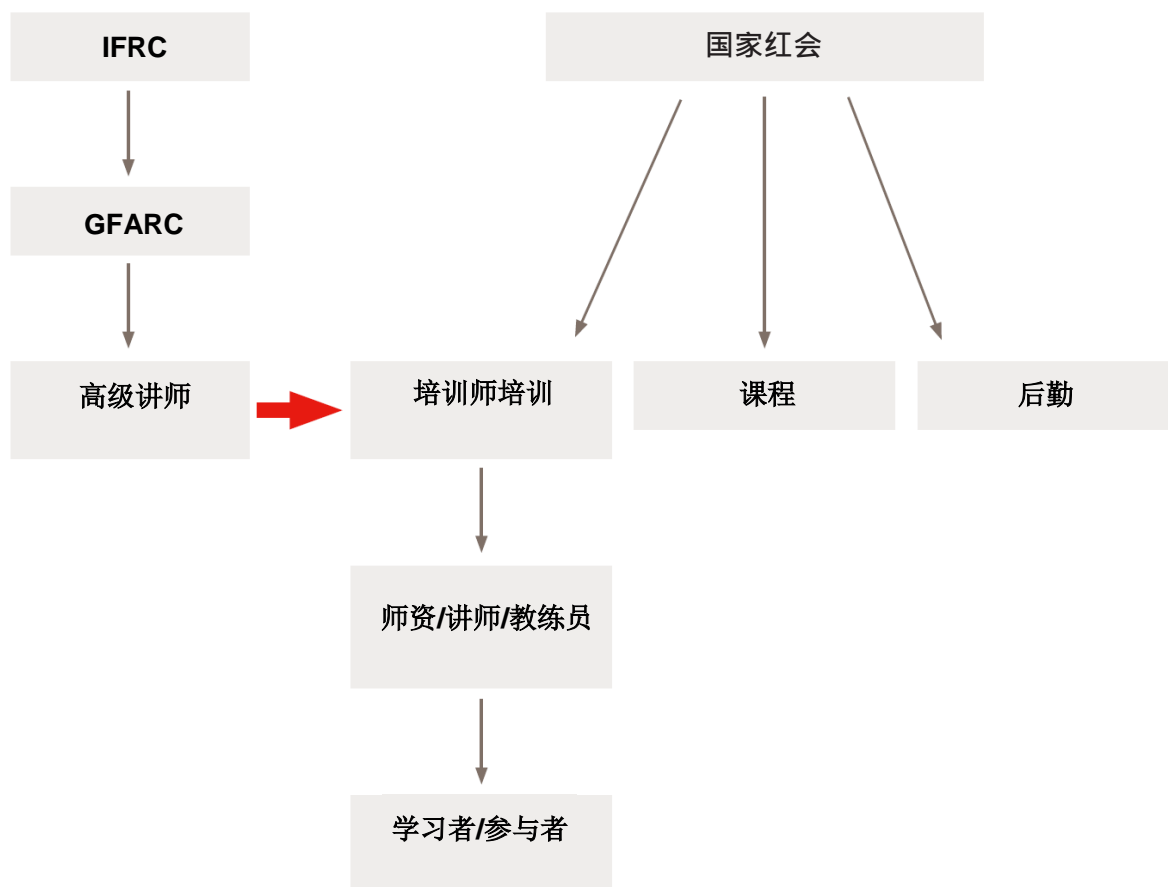 IFRC
国家红会
GFARC
高级讲师
培训师培训
课程
后勤
师资/讲师/教练员
学习者/参与者